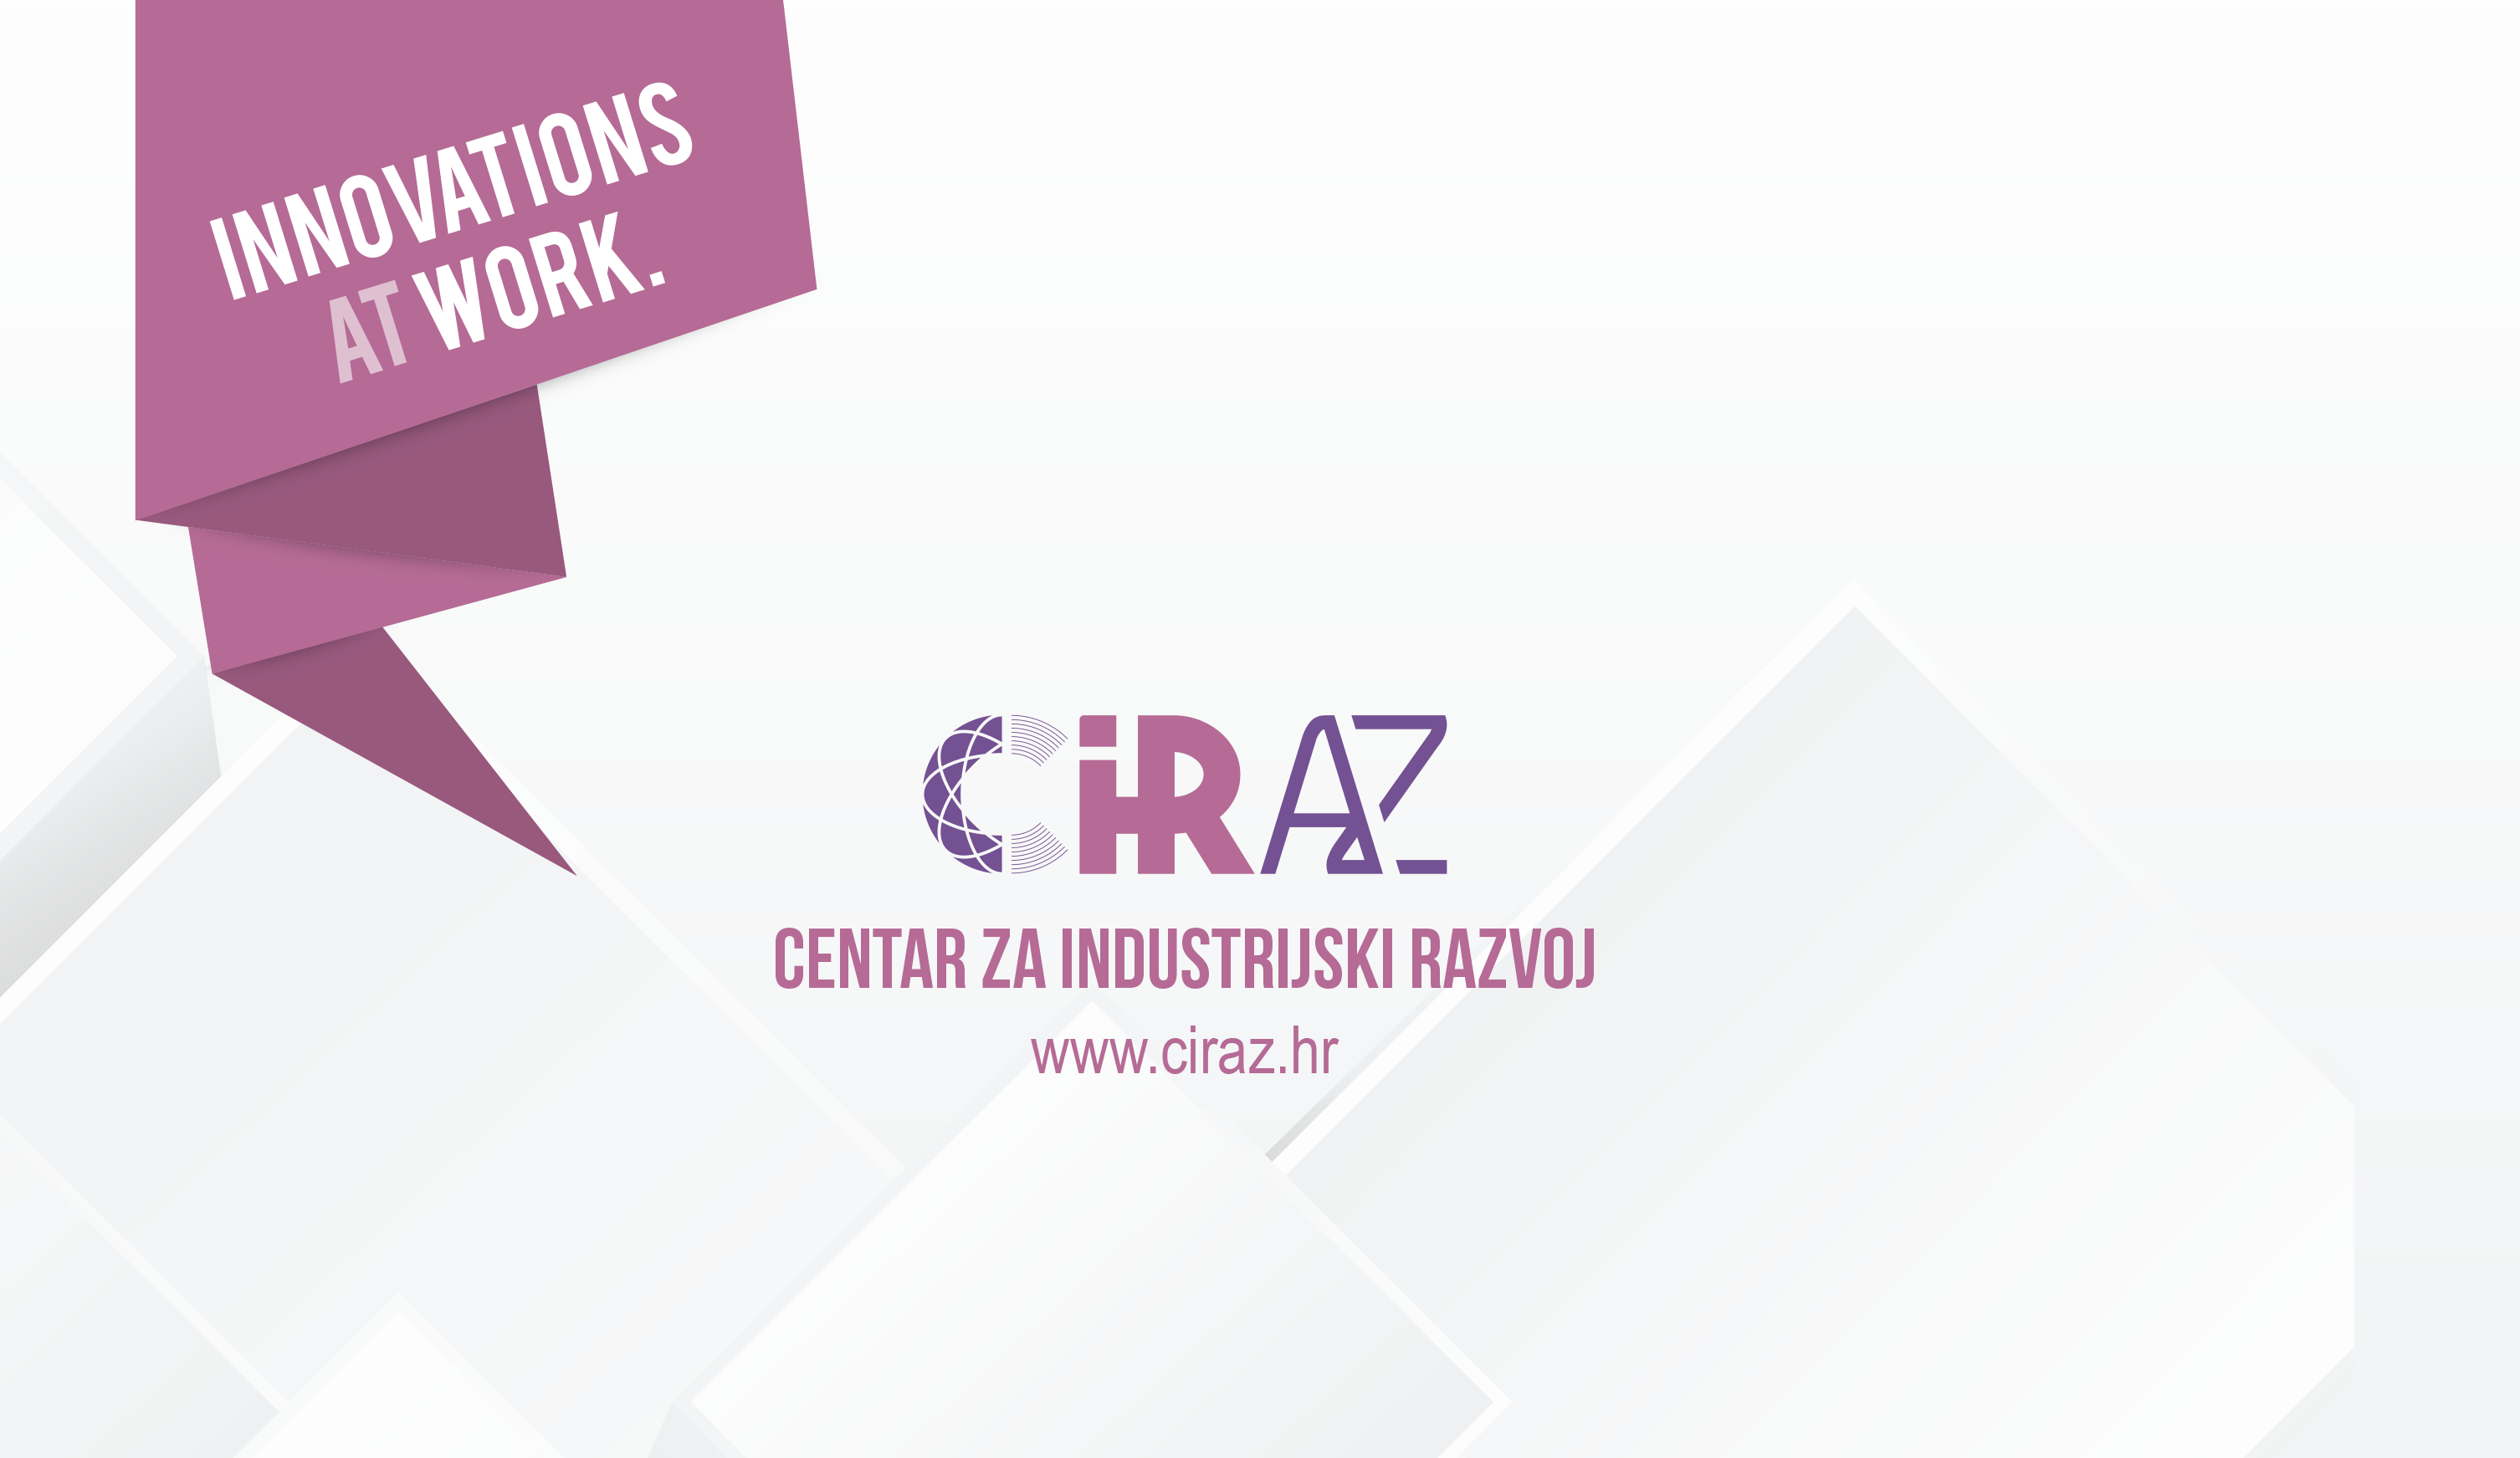 INNOVATIONS
AT WORK.
CiRAZ
CENTAR ZA INDUSTRIJSKI RAZVOJ
www.ciraz.hr